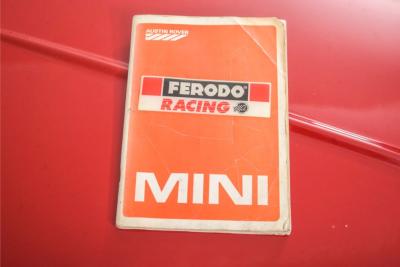 AUSTIN ROVER
FERODO®
RACING
MINI